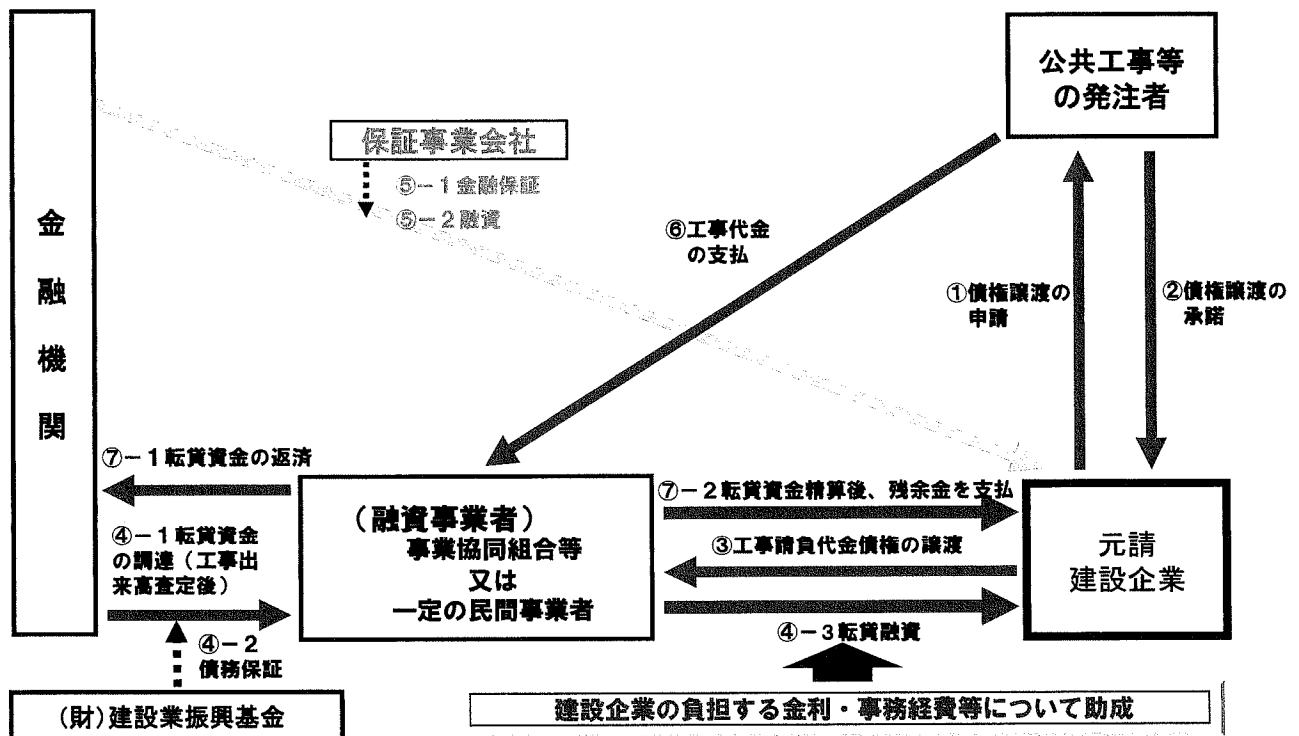 公共工事等
の発注者
保証事業会社
⑤－１金融保証
⑤－２融資
金融機関
⑥工事代金
の支払
①債権譲渡の
申請
②債権譲渡の
承諾
⑦－１転貸資金の返済
④－１転貸資金
の調達（工事出
来高査定後）
（融資事業者）
事業協同組合等
又は
一定の民間事業者
⑦－２転貸資金精算後、残余金を支払
③工事請負代金債権の譲渡
④－３転貸融資
元請
建設企業
④－２
債務保証
（財）建設業振興基金
建設企業の負担する金利・事務経費等について助成